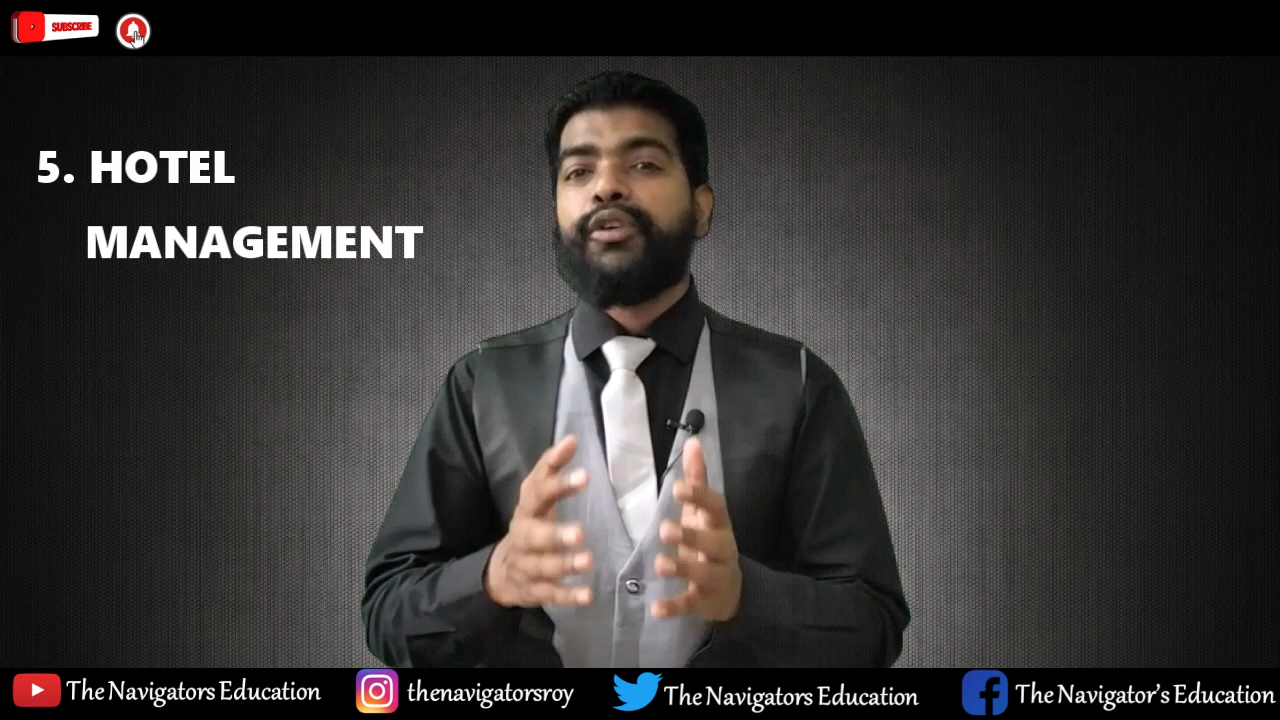 SUBSCRIBE
5. HOTEL
MANAGEMENT
The Navigators Education
thenavigatorsroy
The Navigators Education
The Navigator's Education